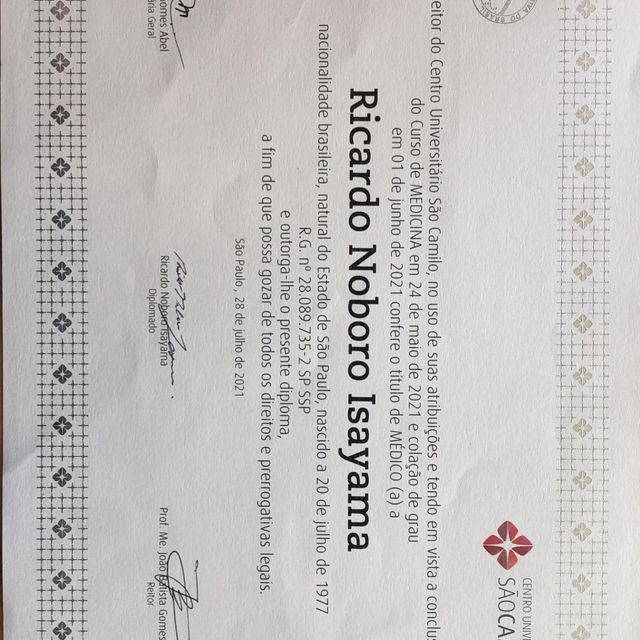 CENTRO UNIVE
SÃOCA
eitor do Centro Universitário São Camilo, no uso de suas atribuições e tendo em vista a conclus
do Curso de MEDICINA em 24 de maio de 2021 e colação de grau
em 01 de junho de 2021 confere o título de MÉDICO (a) a
Ricardo Noboro Isayama
nacionalidade brasileira, natural do Estado de São Paulo, nascido a 20 de julho de 1977
R.G. nº 28.089.735-2 SP SSP
e outorga-lhe o presente diploma,
a fim de que possa gozar de todos os direitos e prerrogativas legais.
São Paulo, 28 de julho de 2021
omes Abel
ria Geral
Ricardo Noboro Isayama
Diplomado
Prof. Me. João Batista Gomes
Reitor